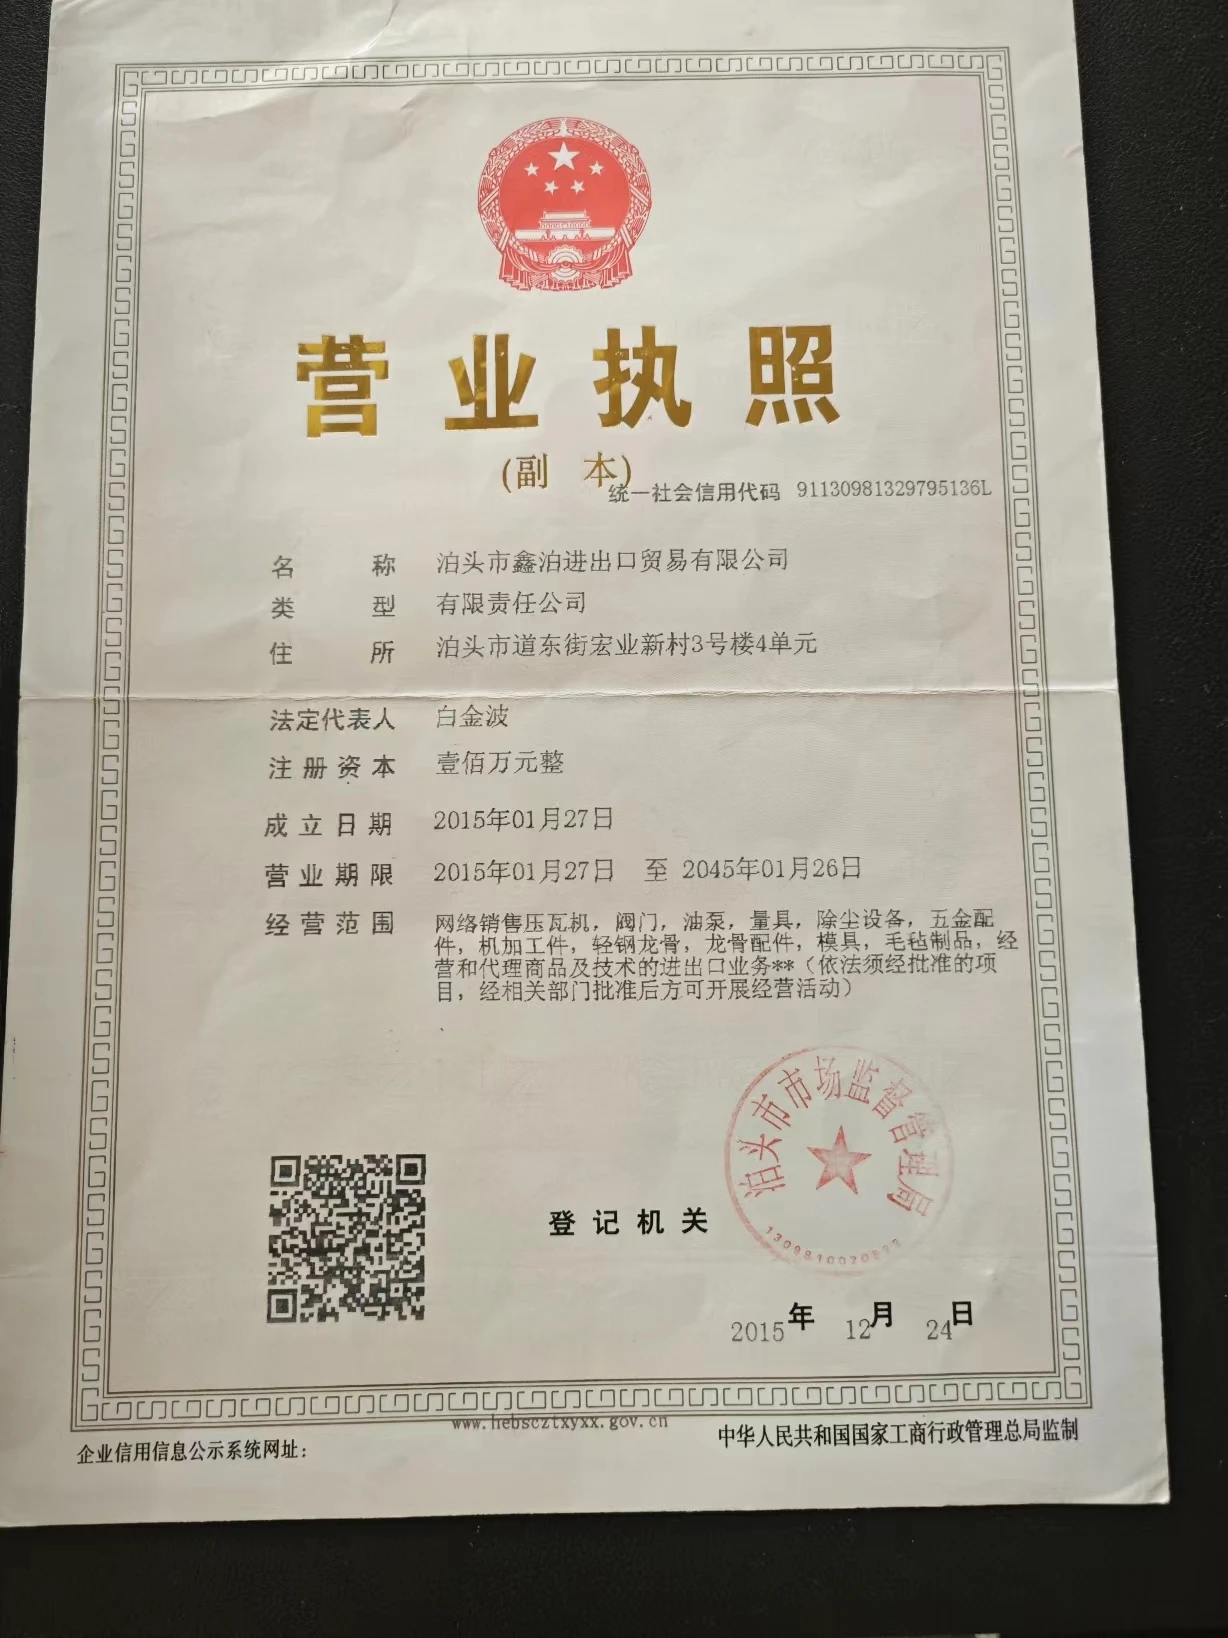 营业执照
(副 本)
统一社会信用代码 91130981329795136L
名 称 泊头市鑫泊进出口贸易有限公司
类 型 有限责任公司
住 所 泊头市道东街宏业新村3号楼4单元
法定代表人 白金波
注册资本 壹佰万元整
成立日期 2015年01月27日
营业期限 2015年01月27日 至 2045年01月26日
经营范围 网络销售压瓦机，阀门，油泵，量具，除尘设备，五金配
件，机加工件，轻钢龙骨，龙骨配件，模具，毛毡制品，经
营和代理商品及技术的进出口业务**（依法须经批准的项
目，经相关部门批准后方可开展经营活动）
泊头市市场监督管理局
登记机关
2015年 12月 24日
www.hebscztxyxx.gov.cn
企业信用信息公示系统网址：
中华人民共和国国家工商行政管理总局监制